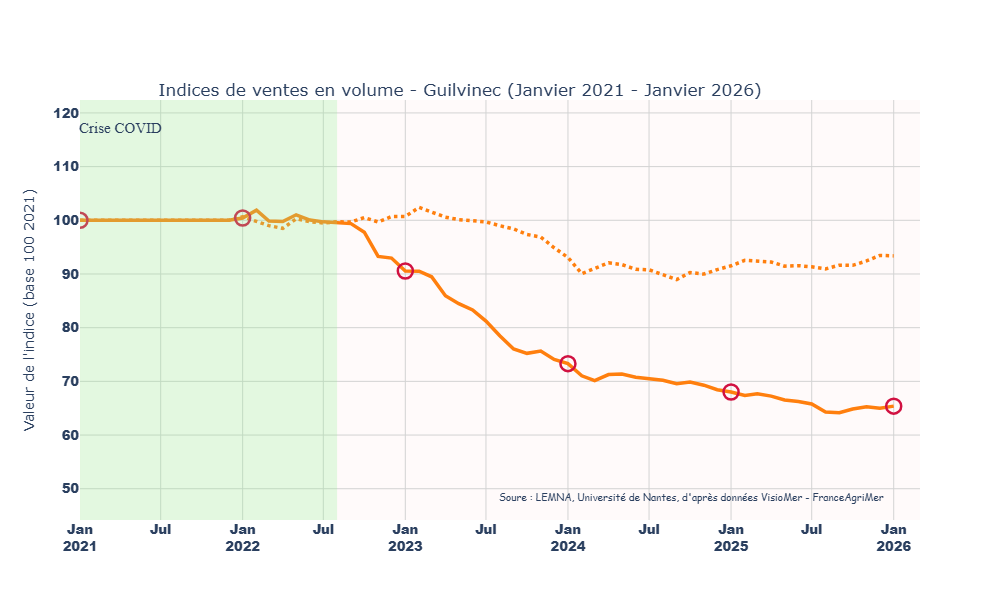 Indices de ventes en volume - Guilvinec (Janvier 2021 - Janvier 2026)
120
Crise COVID
110
100
90
80
70
60
50
Valeur de l'indice (base 100 2021)
Soure : LEMNA, Université de Nantes, d'après données VisioMer - FranceAgriMer
Jan Jul Jan Jul Jan Jul Jan Jul Jan Jul Jan
2021 2022 2023 2024 2025 2026